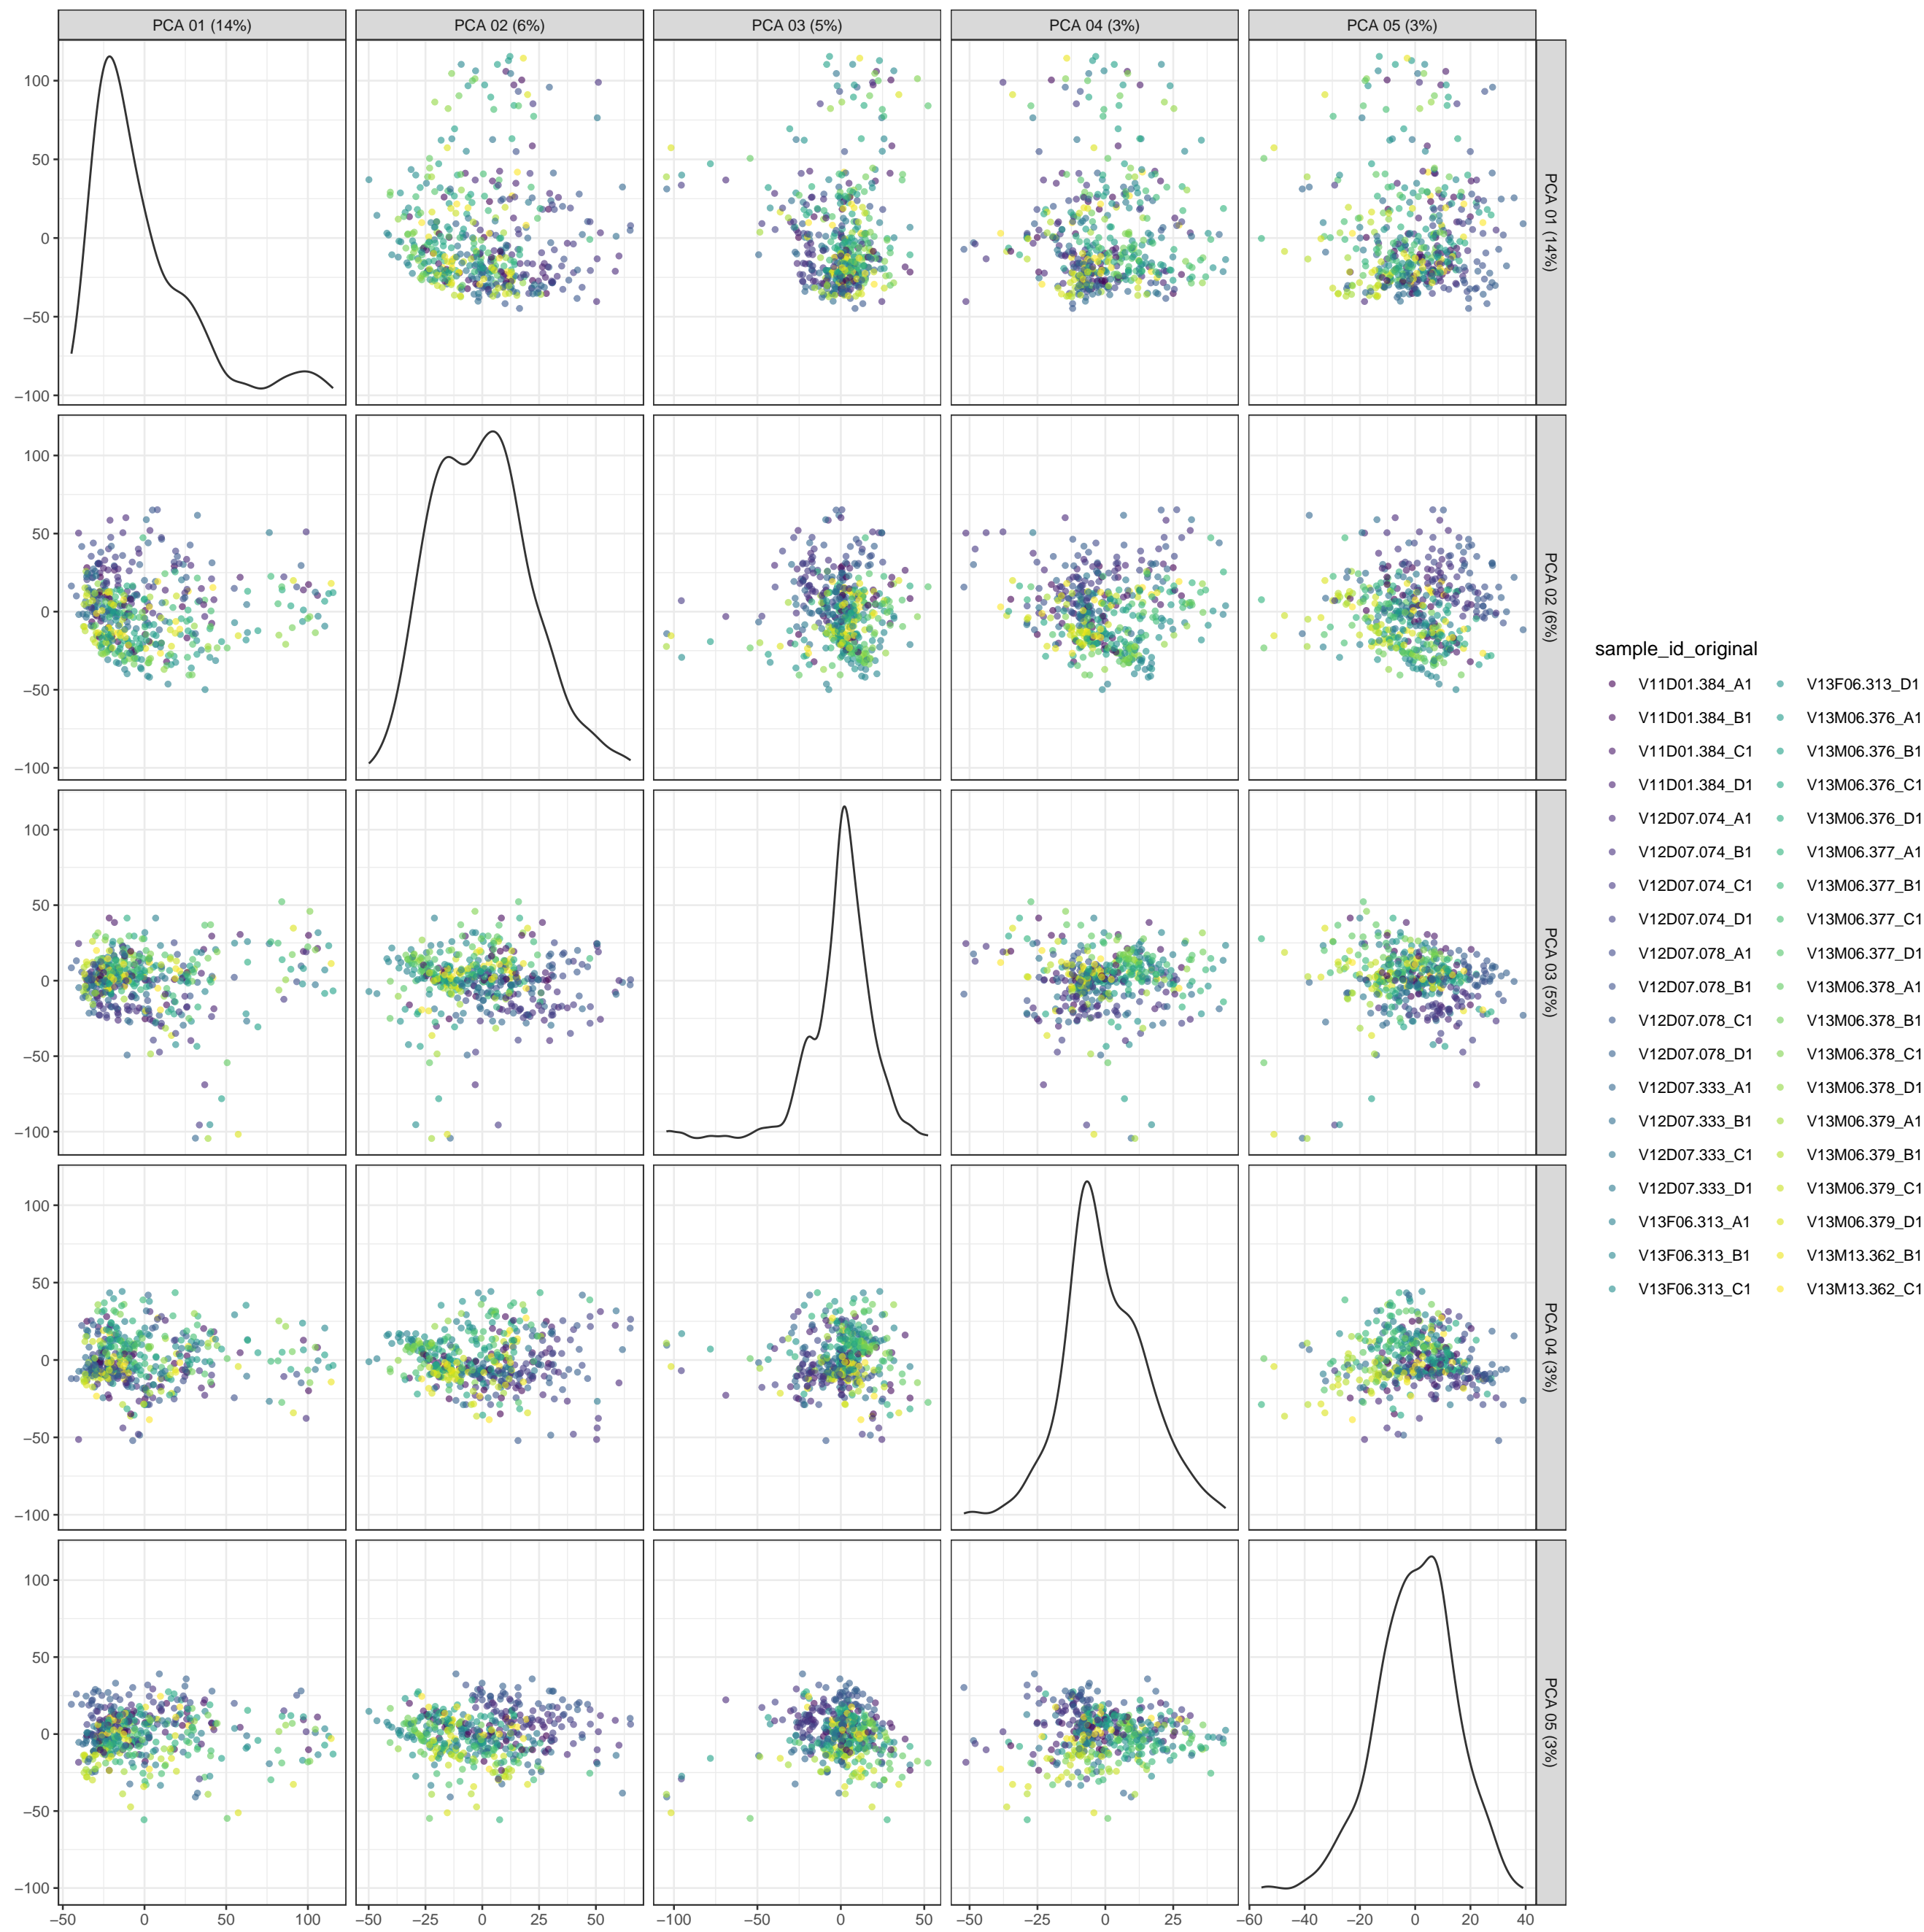 PCA 01 (14%)
PCA 02 (6%)
PCA 03 (5%)
PCA 04 (3%)
PCA 05 (3%)
100
50
0
−50
−100
PCA 01 (14%)
100
50
0
−50
−100
PCA 02 (6%)
100
50
0
−50
−100
PCA 03 (5%)
100
50
0
−50
−100
PCA 04 (3%)
100
50
0
−50
−100
PCA 05 (3%)
−50 0 50 100
−50 −25 0 25 50
−100 −50 0 50
−50 −25 0 25
−60 −40 −20 0 20 40
sample_id_original
V11D01.384_A1
V11D01.384_B1
V11D01.384_C1
V11D01.384_D1
V12D07.074_A1
V12D07.074_B1
V12D07.074_C1
V12D07.074_D1
V12D07.078_A1
V12D07.078_B1
V12D07.078_C1
V12D07.078_D1
V12D07.333_A1
V12D07.333_B1
V12D07.333_C1
V12D07.333_D1
V13F06.313_A1
V13F06.313_B1
V13F06.313_C1
V13F06.313_D1
V13M06.376_A1
V13M06.376_B1
V13M06.376_C1
V13M06.376_D1
V13M06.377_A1
V13M06.377_B1
V13M06.377_C1
V13M06.377_D1
V13M06.378_A1
V13M06.378_B1
V13M06.378_C1
V13M06.378_D1
V13M06.379_A1
V13M06.379_B1
V13M06.379_C1
V13M06.379_D1
V13M13.362_B1
V13M13.362_C1